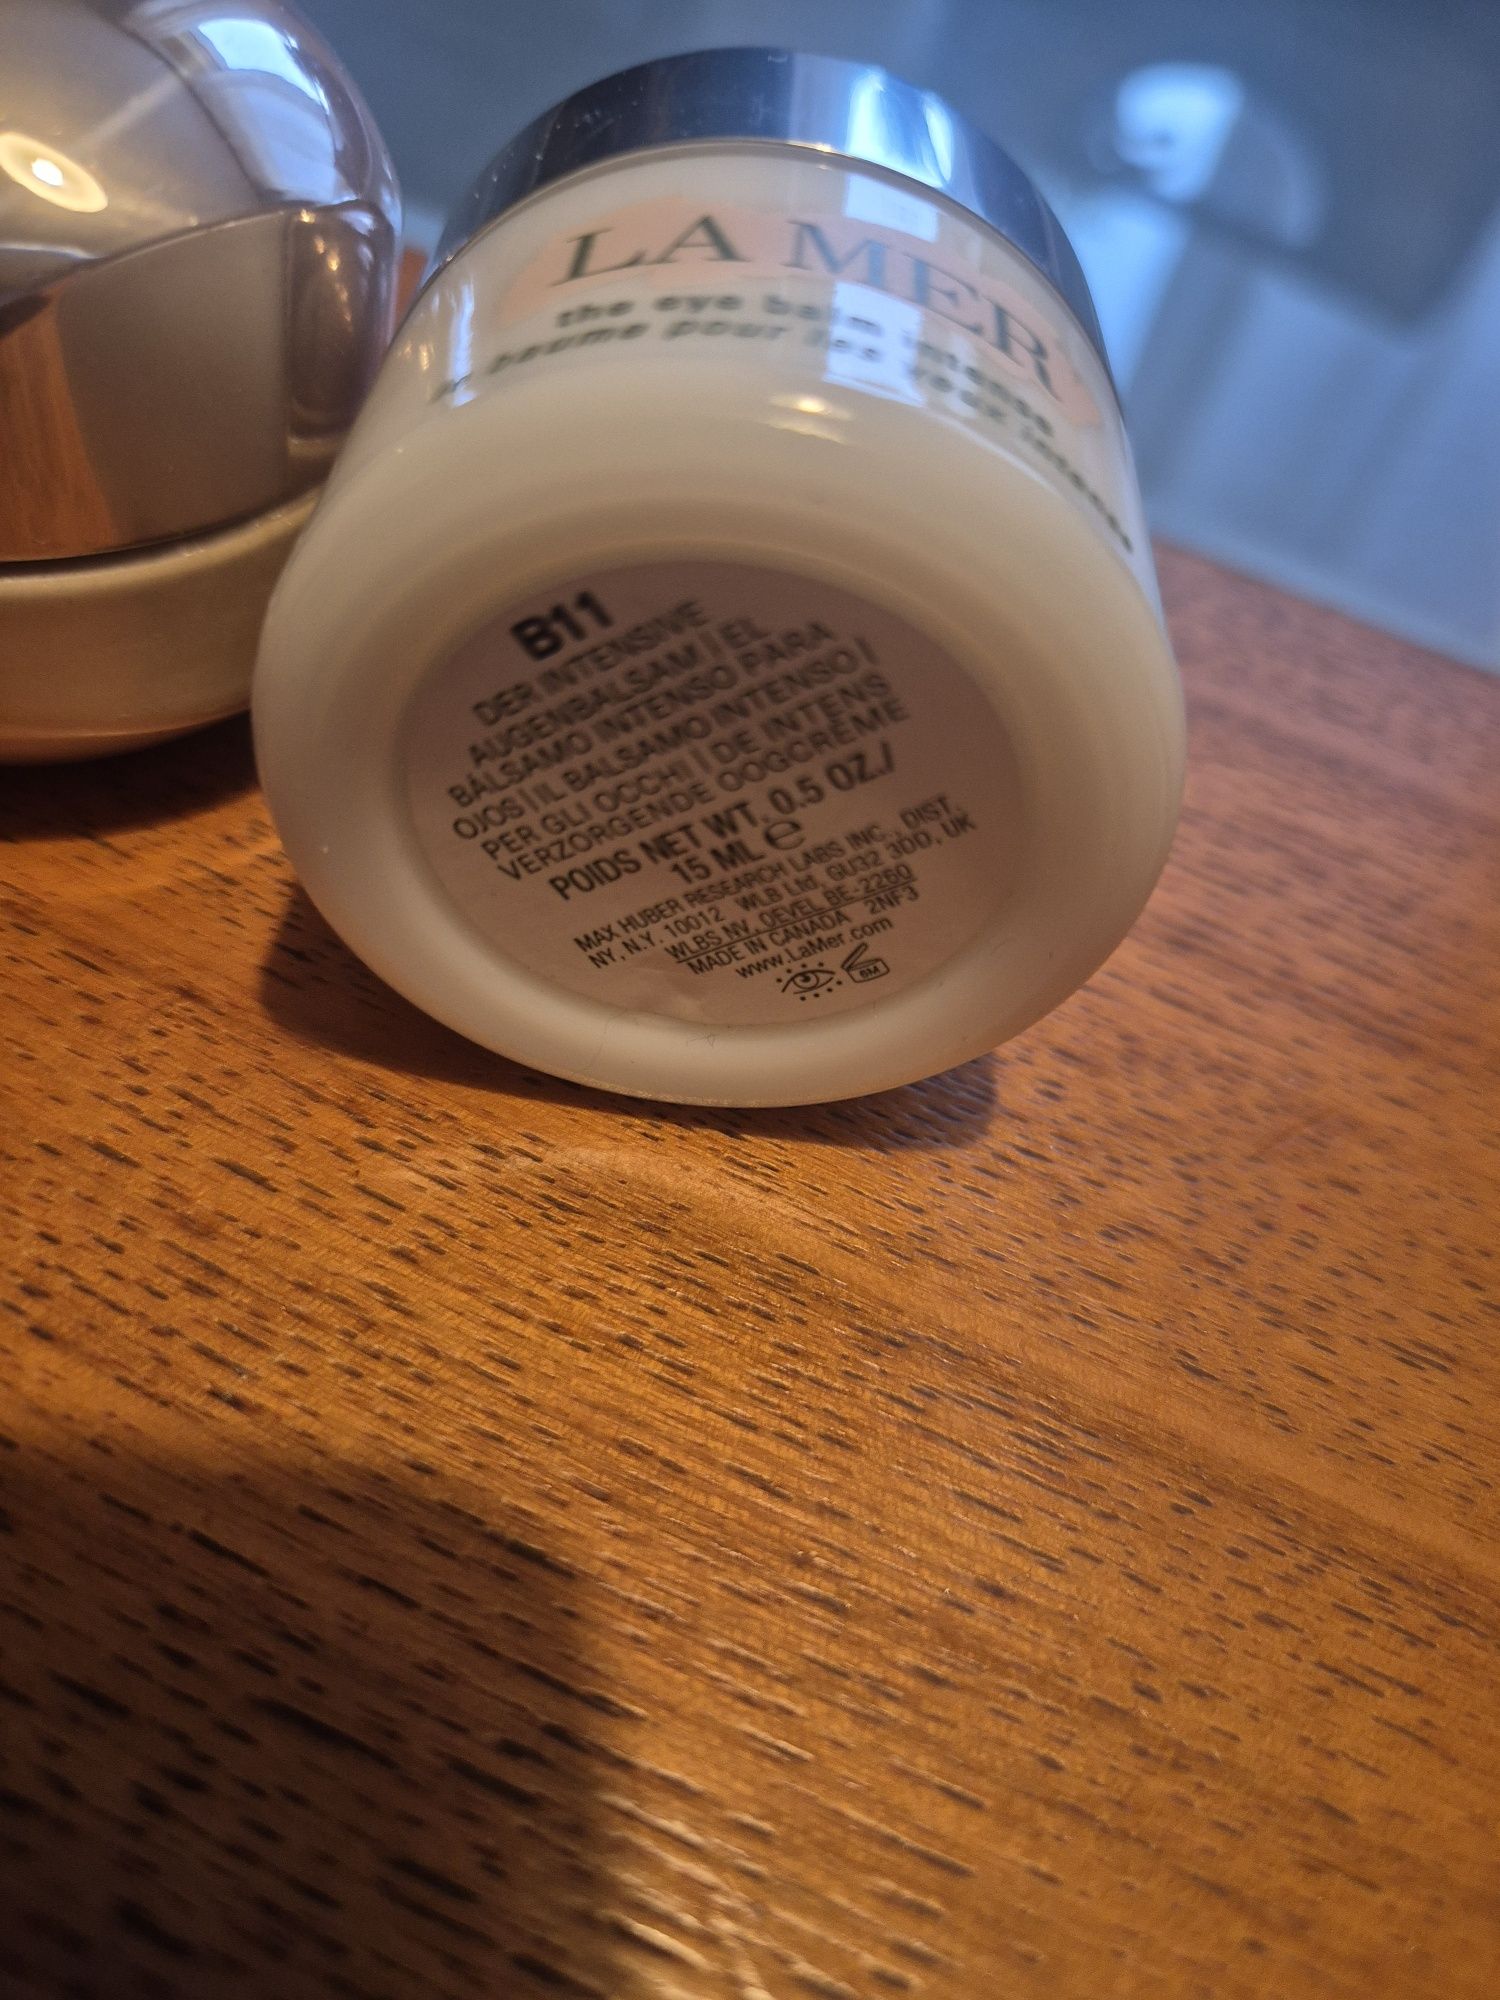 LA MER
the eye balm intense
le baume pour les yeux intense
B11
DER INTENSIVE
AUGENBALSAM | EL
BÁLSAMO INTENSO PARA
OJOS | IL BALSAMO INTENSO |
PER GLI OCCHI | DE INTENS
VERZORGENDE OOGCRÈME
POIDS NET WT. 0.5 OZ./
15 ML e
MAX HUBER RESEARCH LABS INC., DIST.
NY, N.Y. 10012 WLB Ltd, GU32 3DD, UK
WLBS NV, OEVEL BE-2260
MADE IN CANADA 2NF3
www.LaMer.com
6M